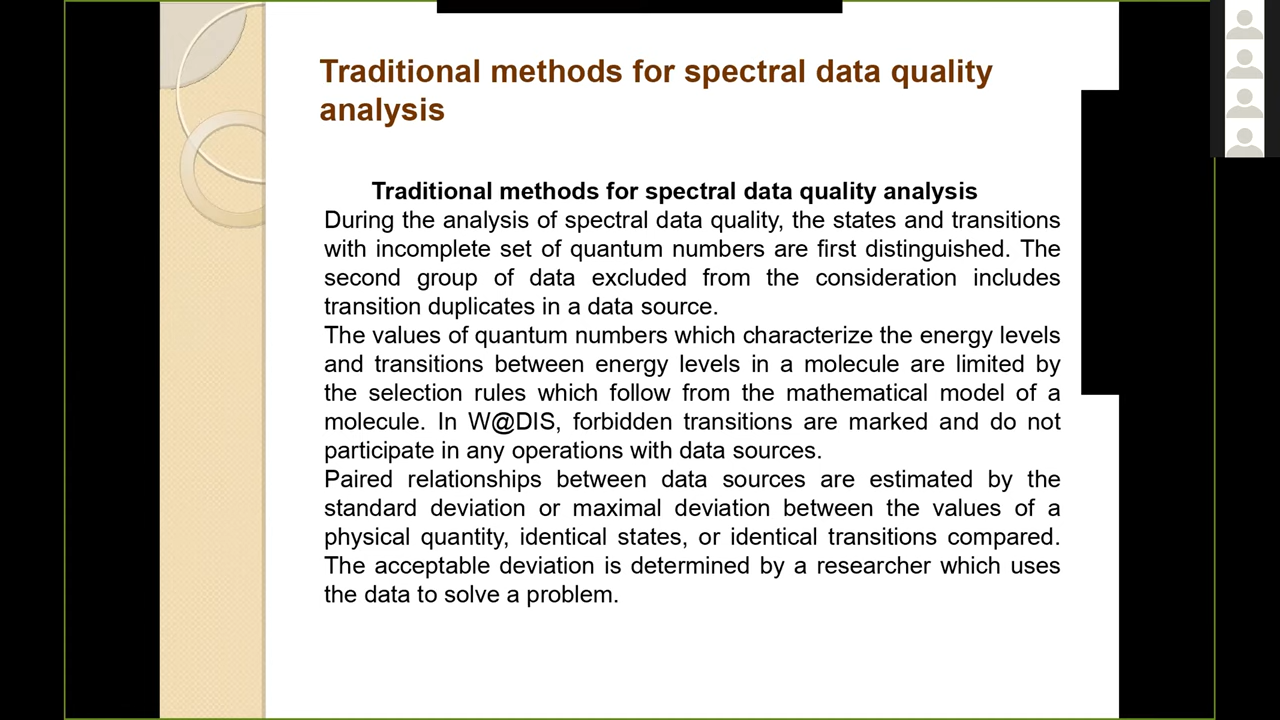 Traditional methods for spectral data quality
analysis
Traditional methods for spectral data quality analysis
During the analysis of spectral data quality, the states and transitions
with incomplete set of quantum numbers are first distinguished. The
second group of data excluded from the consideration includes
transition duplicates in a data source.
The values of quantum numbers which characterize the energy levels
and transitions between energy levels in a molecule are limited by
the selection rules which follow from the mathematical model of a
molecule. In W@DIS, forbidden transitions are marked and do not
participate in any operations with data sources.
Paired relationships between data sources are estimated by the
standard deviation or maximal deviation between the values of a
physical quantity, identical states, or identical transitions compared.
The acceptable deviation is determined by a researcher which uses
the data to solve a problem.